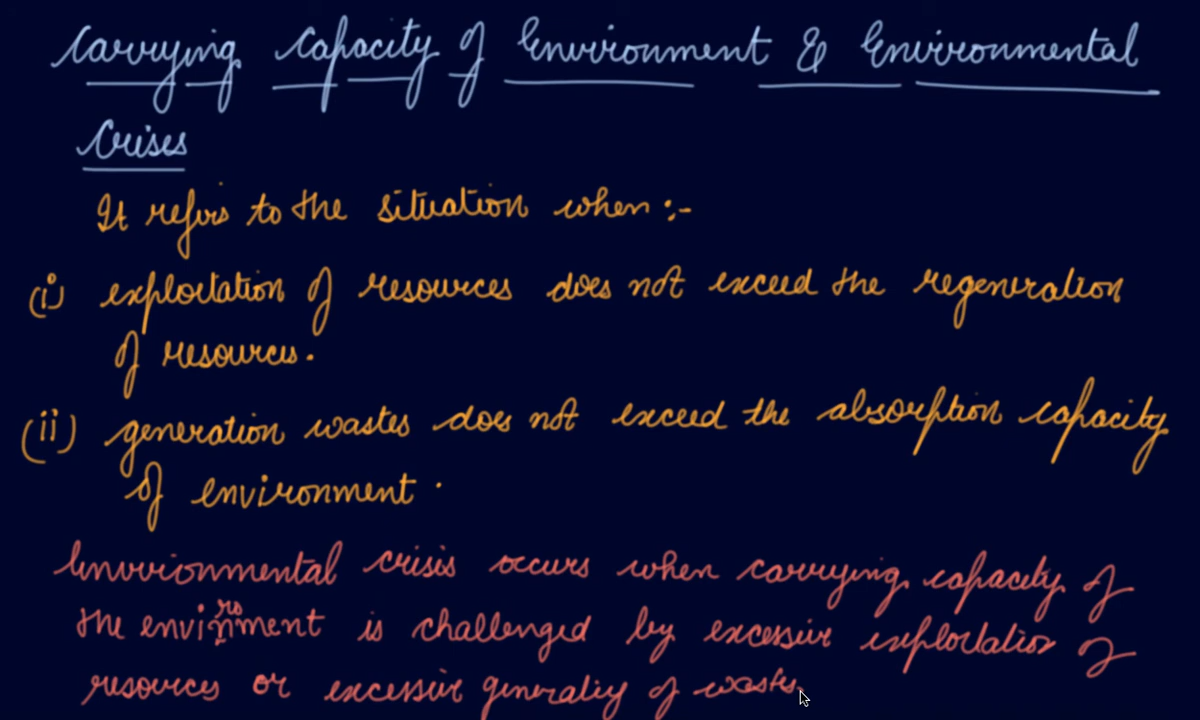 Carrying Capacity of Environment & Environmental
Crises
It refers to the situation when :-
(i) exploitation of resources does not exceed the regeneration
of resources.
(ii) generation wastes does not exceed the absorption capacity
of environment.
Environmental crisis occurs when carrying capacity of
the environment is challenged by excessive exploitation of
resources or excessive of wastes.